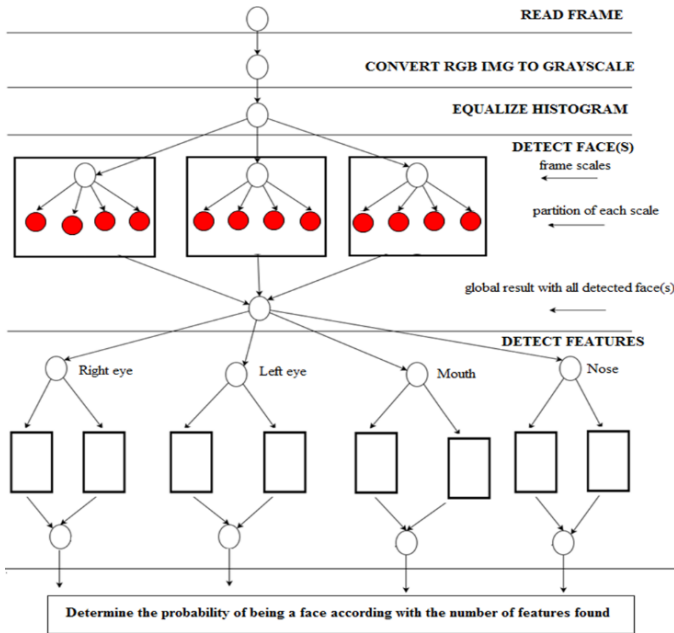 READ FRAME
CONVERT RGB IMG TO GRAYSCALE
EQUALIZE HISTOGRAM
DETECT FACE(S)
frame scales
partition of each scale
global result with all detected face(s)
DETECT FEATURES
Right eye
Left eye
Mouth
Nose
Determine the probability of being a face according with the number of features found